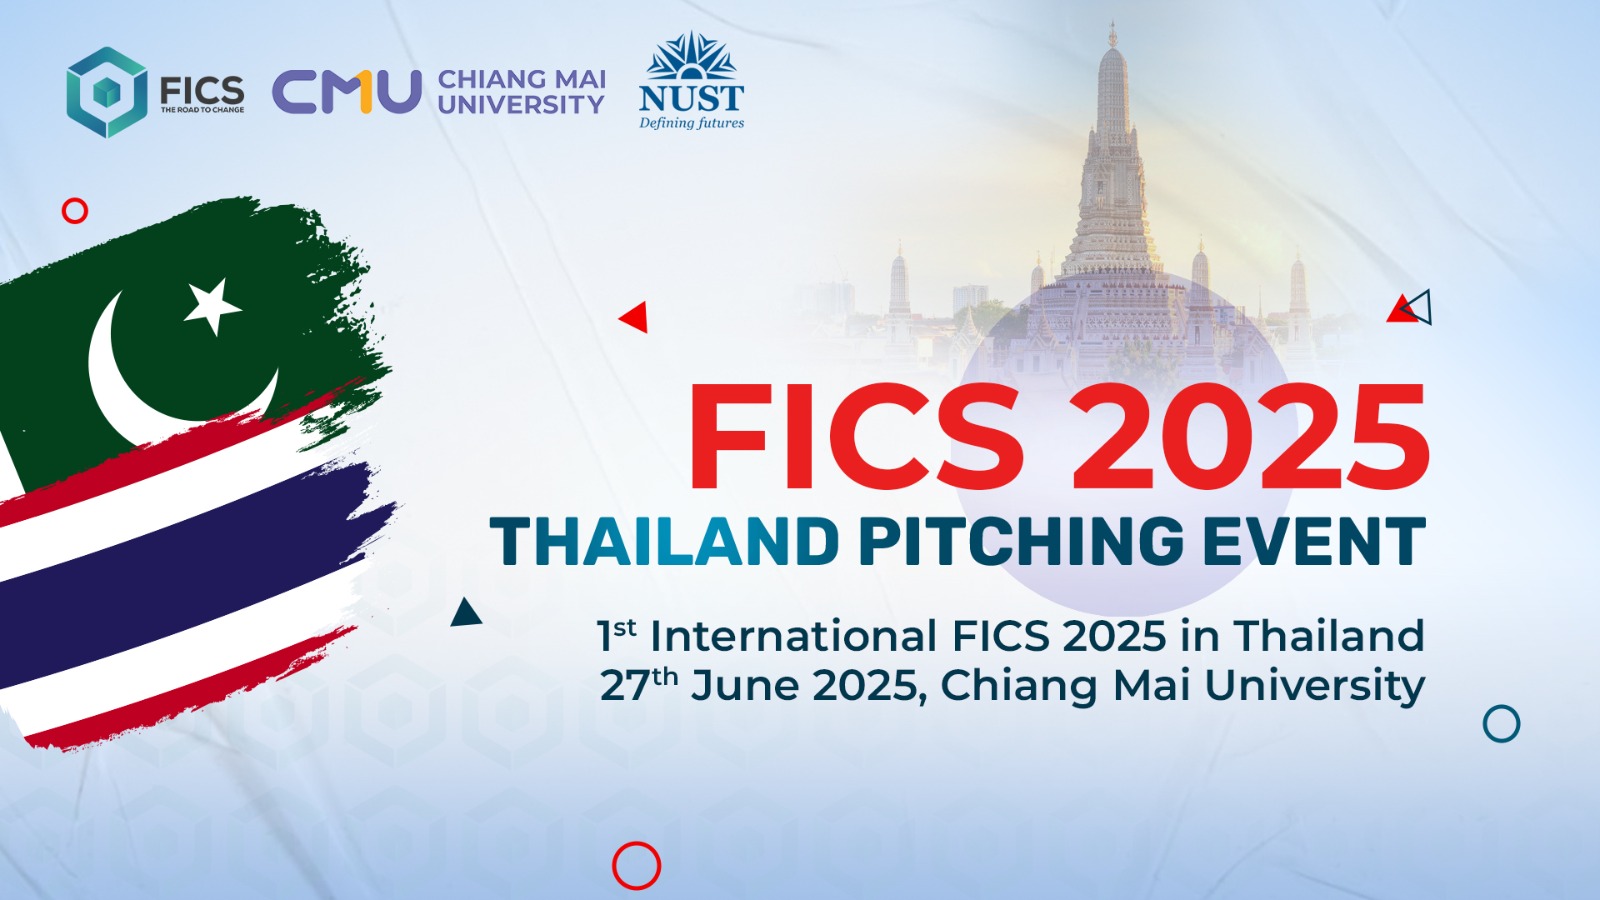 FICS
THE ROAD TO CHANGE
CMU
CHIANG MAI
UNIVERSITY
NUST
Defining futures
FICS 2025
THAILAND PITCHING EVENT
1st International FICS 2025 in Thailand
27th June 2025, Chiang Mai University